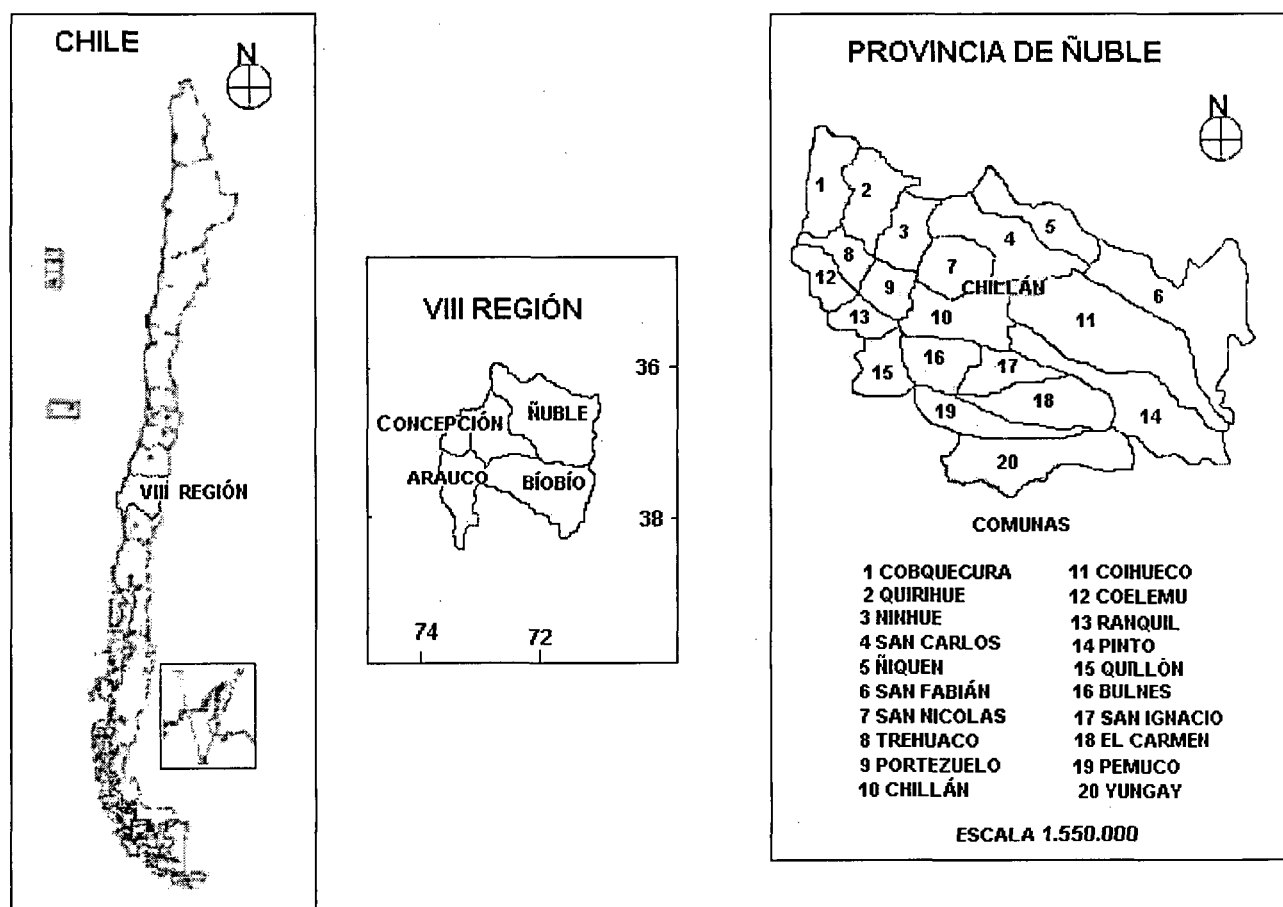 CHILE
N
VIII REGIÓN
VIII REGIÓN
36
CONCEPCIÓN
ÑUBLE
ARAUCO
BÍOBÍO
38
74
72
PROVINCIA DE ÑUBLE
N
1
2
3
4
5
6
7
8
9
CHILLÁN
10
11
12
13
14
15
16
17
18
19
20
COMUNAS
1 COBQUECURA
2 QUIRIHUE
3 NINHUE
4 SAN CARLOS
5 ÑIQUEN
6 SAN FABIÁN
7 SAN NICOLAS
8 TREHUACO
9 PORTEZUELO
10 CHILLÁN
11 COIHUECO
12 COELEMU
13 RANQUIL
14 PINTO
15 QUILLÓN
16 BULNES
17 SAN IGNACIO
18 EL CARMEN
19 PEMUCO
20 YUNGAY
ESCALA 1.550.000